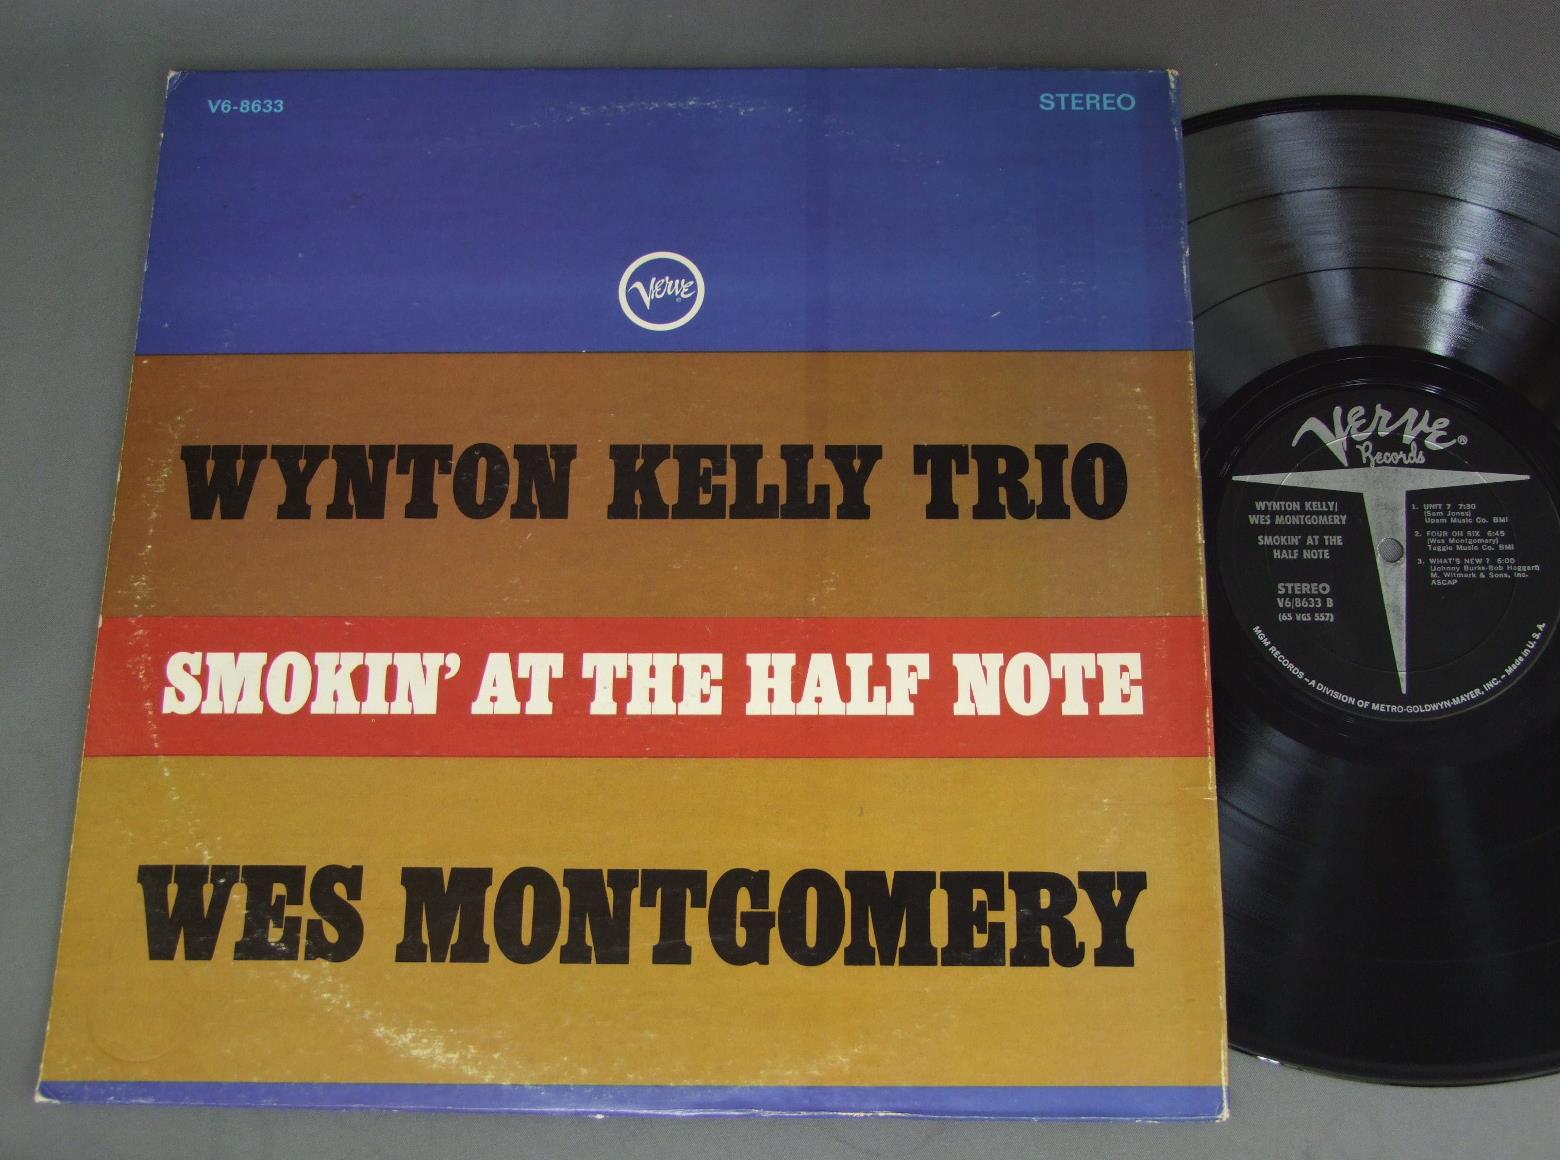 V6-8633
STEREO
Verve
®
WYNTON KELLY TRIO
SMOKIN' AT THE HALF NOTE
WES MONTGOMERY
Verve ®
Records
WYNTON KELLY/
WES MONTGOMERY
SMOKIN' AT THE
HALF NOTE
STEREO
V6/8633 B
(65 VGS 557)
1. UNIT 7 7:30
(Sam Jones)
Upam Music Co. BMI
2. FOUR ON SIX 6:45
(Wes Montgomery)
Taggie Music Co. BMI
3. WHAT'S NEW? 6:00
(Johnny Burke-Bob Haggart)
M. Witmark & Sons, Inc.
ASCAP
MGM RECORDS – A DIVISION OF METRO-GOLDWYN-MAYER, INC. – Made in U.S.A.